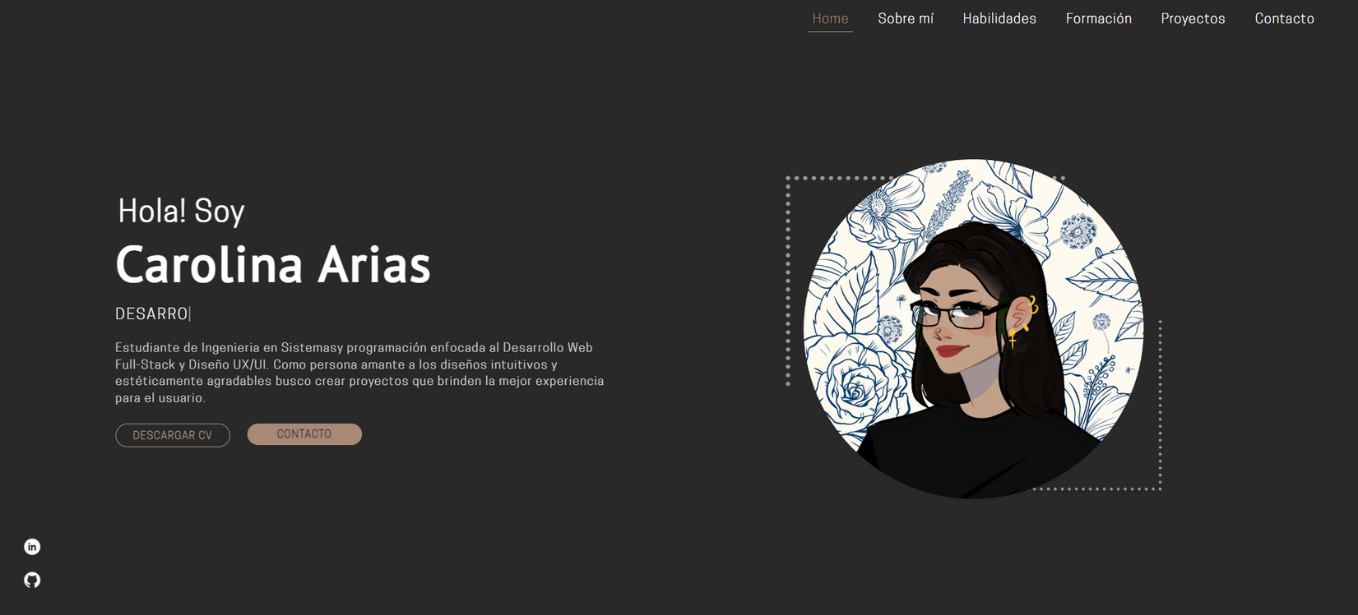 Home Sobre mí Habilidades Formación Proyectos Contacto
Hola! Soy
Carolina Arias
DESARRO|
Estudiante de Ingenieria en Sistemasy programación enfocada al Desarrollo Web
Full-Stack y Diseño UX/UI. Como persona amante a los diseños intuitivos y
estéticamente agradables busco crear proyectos que brinden la mejor experiencia
para el usuario.
DESCARGAR CV CONTACTO
in